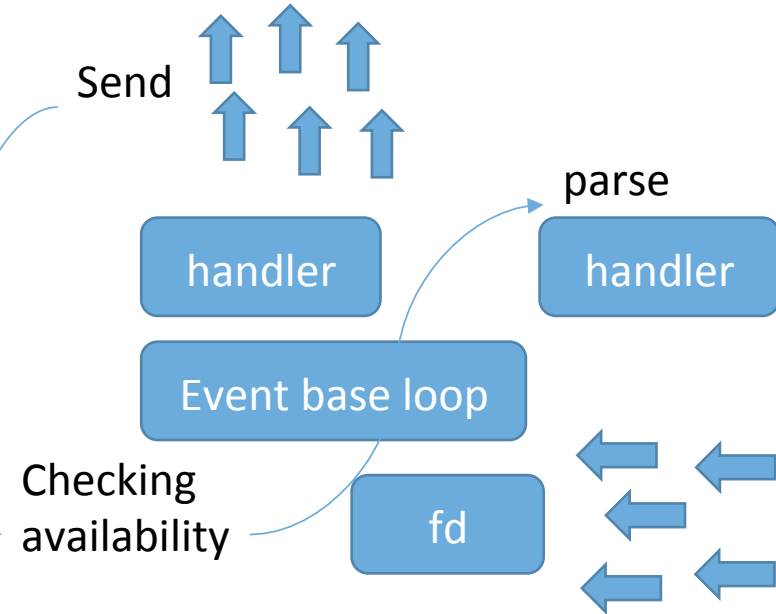 Send
parse
handler
handler
Event base loop
Checking
availability
fd